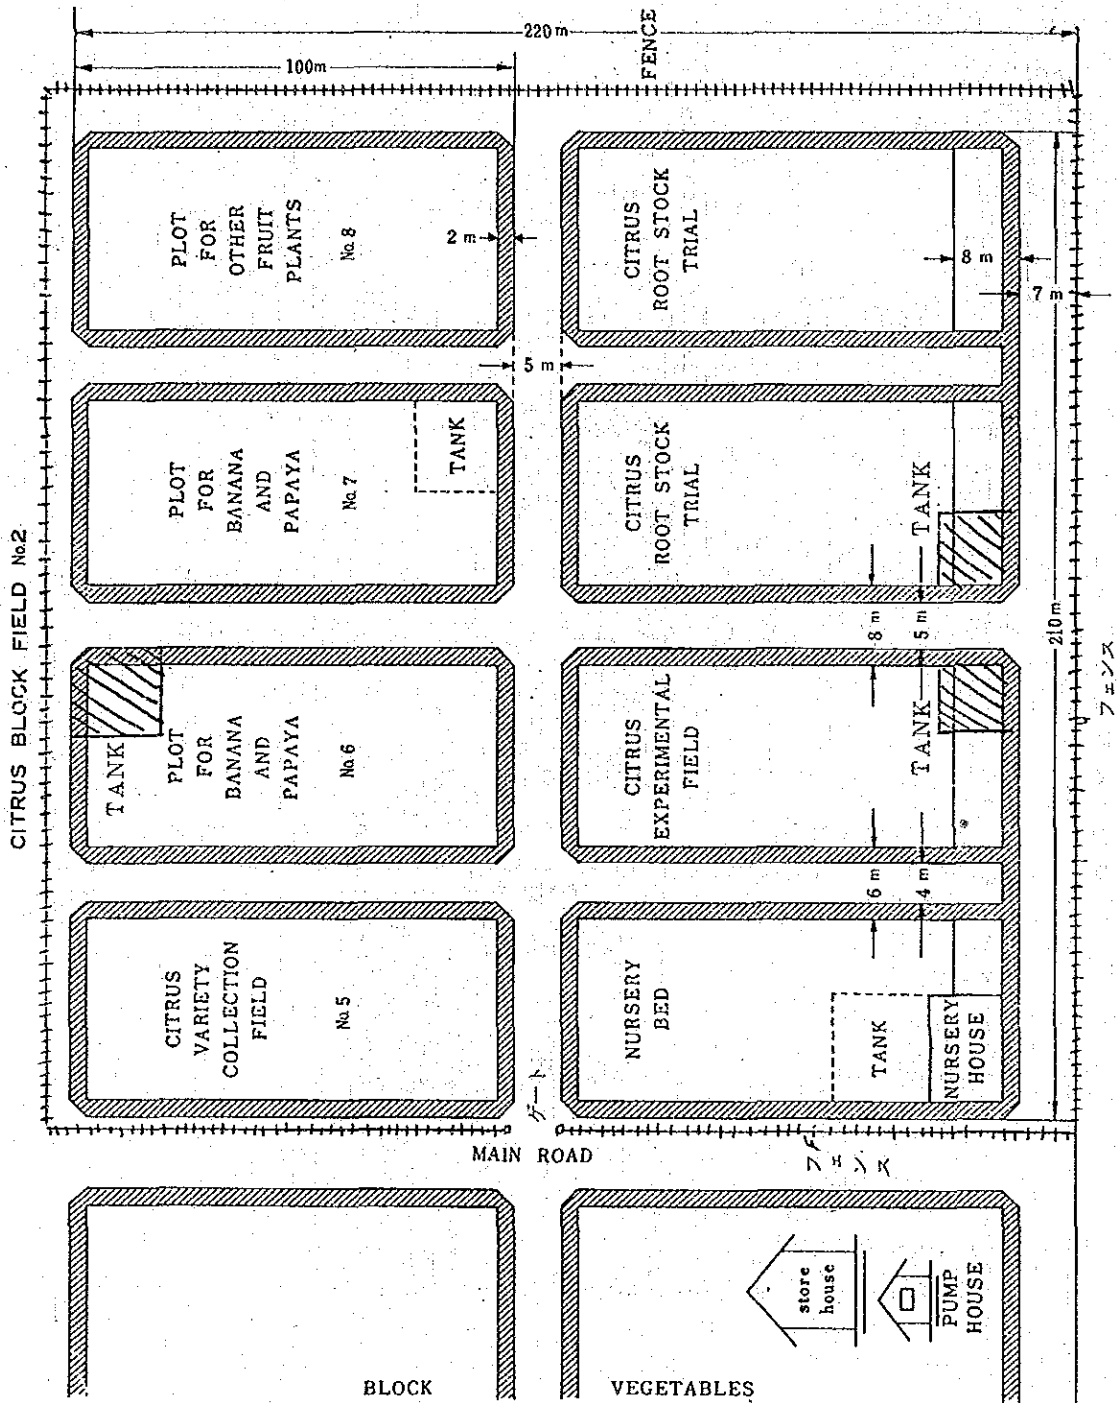 220m
100m
FENCE
CITRUS BLOCK FIELD No.2
PLOT
FOR
OTHER
FRUIT
PLANTS
No.8
2 m
CITRUS
ROOT STOCK
TRIAL
8 m
7 m
5 m
PLOT
FOR
BANANA
AND
PAPAYA
No.7
TANK
CITRUS
ROOT STOCK
TRIAL
TANK
8 m
5 m
210m
フェンス
TANK
PLOT
FOR
BANANA
AND
PAPAYA
No.6
CITRUS
EXPERIMENTAL
FIELD
TANK
6 m
4 m
CITRUS
VARIETY
COLLECTION
FIELD
No.5
NURSERY
BED
TANK
NURSERY
HOUSE
ゲート
MAIN ROAD
フェンス
store
house
PUMP
HOUSE
BLOCK
VEGETABLES